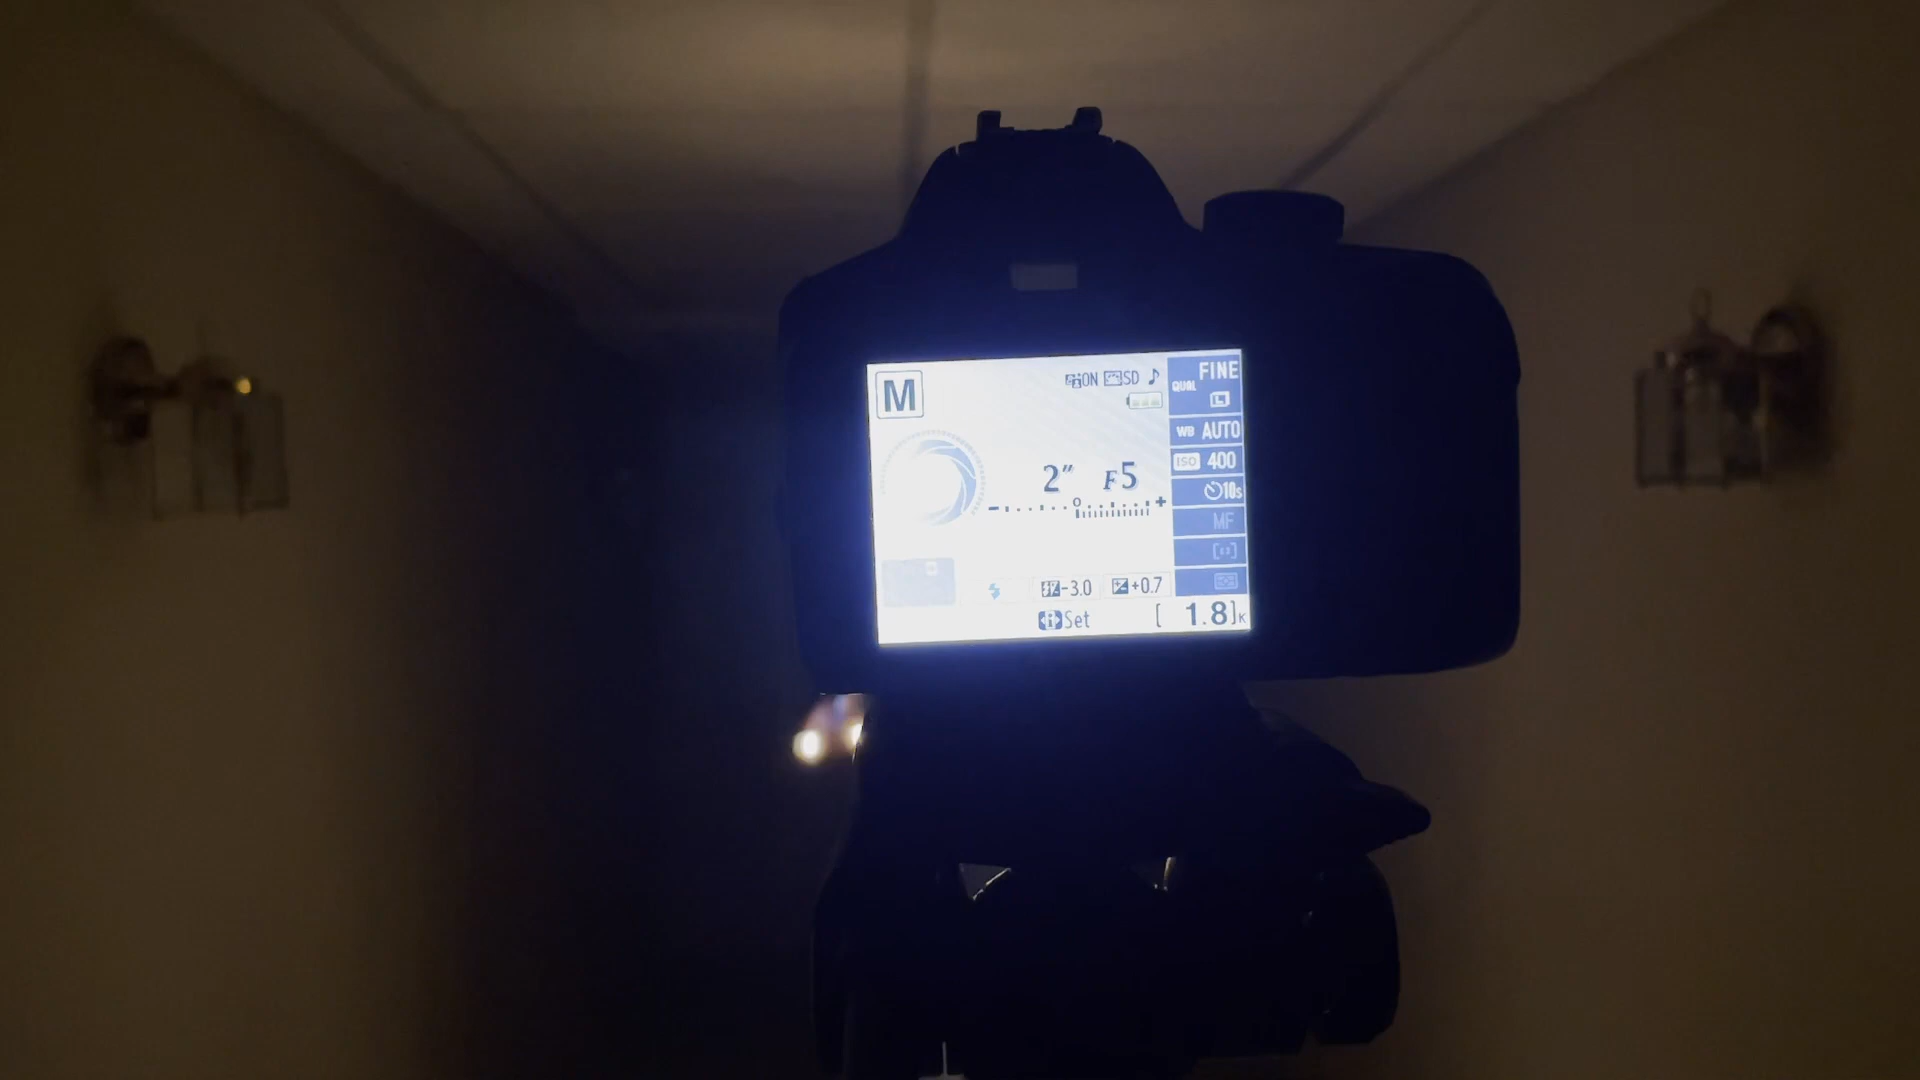 M ON SD
2" F5
- 0 +
-3.0 +0.7
Set [ 1.8]K
QUAL FINE
L
WB AUTO
ISO 400
10s
MF